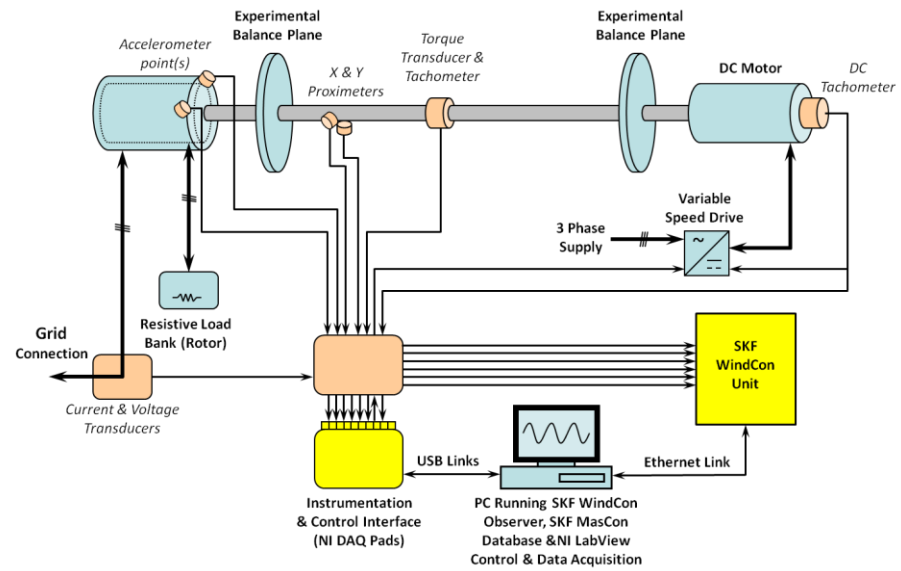 Experimental
Balance Plane
Accelerometer
point(s)
X & Y
Proximeters
Torque
Transducer &
Tachometer
Experimental
Balance Plane
DC Motor
DC
Tachometer
Variable
Speed Drive
3 Phase
Supply
~
Resistive Load
Bank (Rotor)
Grid
Connection
Current & Voltage
Transducers
SKF
WindCon
Unit
USB Links
Ethernet Link
Instrumentation
& Control Interface
(NI DAQ Pads)
PC Running SKF WindCon
Observer, SKF MasCon
Database &NI LabView
Control & Data Acquisition